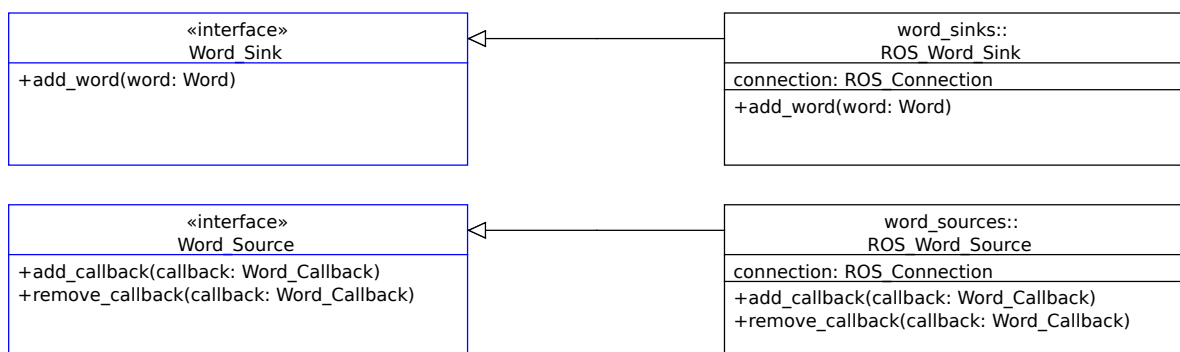 «interface»
Word_Sink
+add_word(word: Word)
word_sinks::
ROS_Word_Sink
connection: ROS_Connection
+add_word(word: Word)
«interface»
Word_Source
+add_callback(callback: Word_Callback)
+remove_callback(callback: Word_Callback)
word_sources::
ROS_Word_Source
connection: ROS_Connection
+add_callback(callback: Word_Callback)
+remove_callback(callback: Word_Callback)